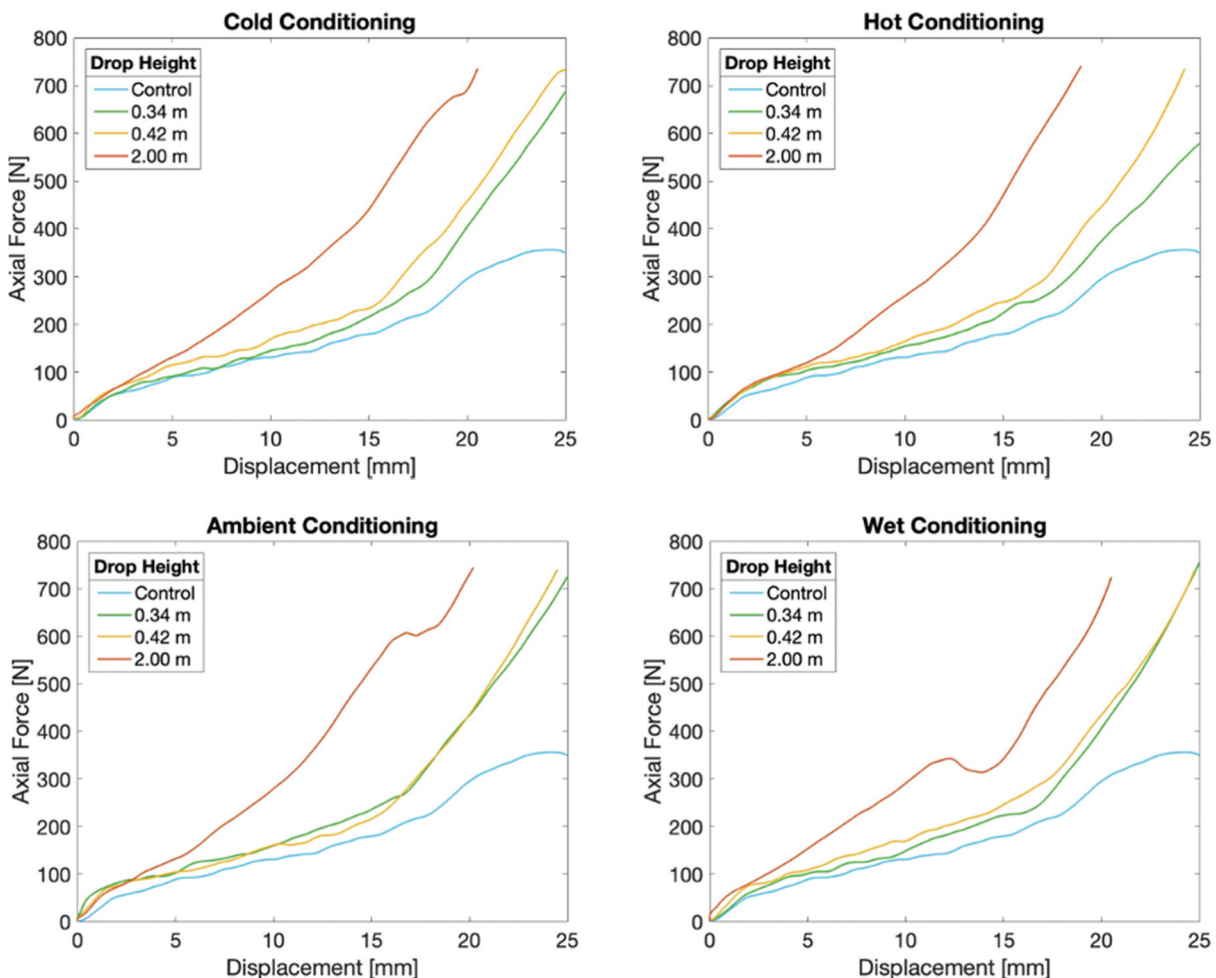 Cold Conditioning
800
700
600
500
400
300
200
100
0
Axial Force [N]
Drop Height
Control
0.34 m
0.42 m
2.00 m
0 5 10 15 20 25
Displacement [mm]
Hot Conditioning
800
700
600
500
400
300
200
100
0
Axial Force [N]
Drop Height
Control
0.34 m
0.42 m
2.00 m
0 5 10 15 20 25
Displacement [mm]
Ambient Conditioning
800
700
600
500
400
300
200
100
0
Axial Force [N]
Drop Height
Control
0.34 m
0.42 m
2.00 m
0 5 10 15 20 25
Displacement [mm]
Wet Conditioning
800
700
600
500
400
300
200
100
0
Axial Force [N]
Drop Height
Control
0.34 m
0.42 m
2.00 m
0 5 10 15 20 25
Displacement [mm]